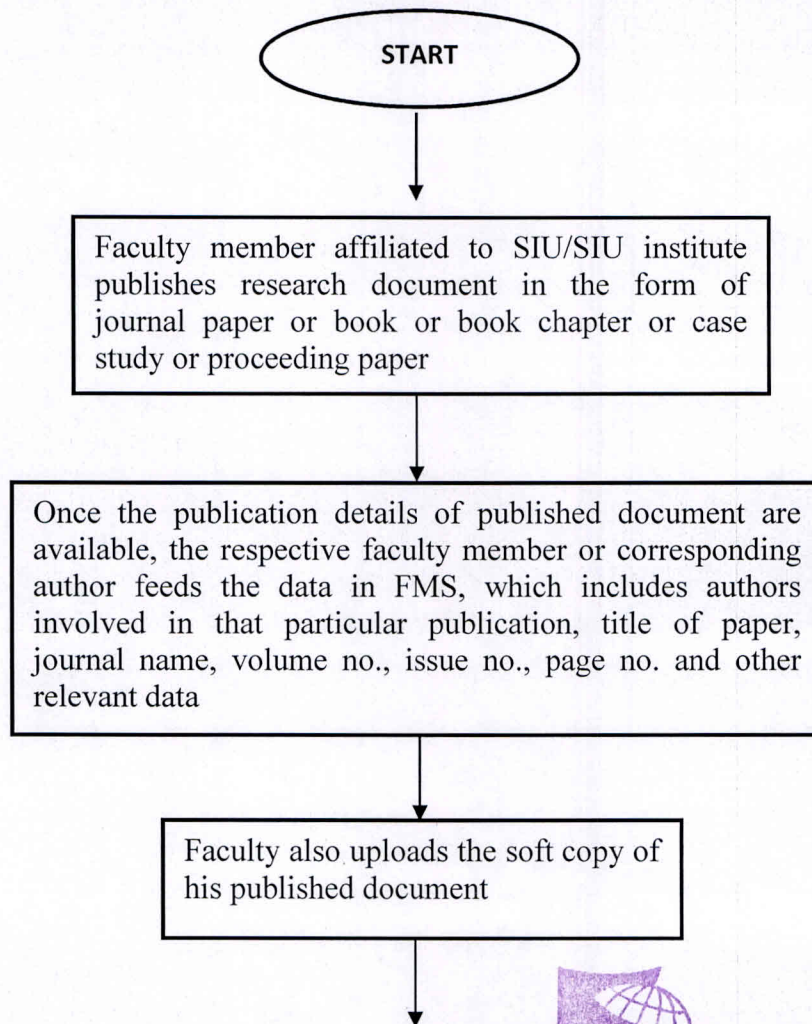 START
Faculty member affiliated to SIU/SIU institute
publishes research document in the form of
journal paper or book or book chapter or case
study or proceeding paper
Once the publication details of published document are
available, the respective faculty member or corresponding
author feeds the data in FMS, which includes authors
involved in that particular publication, title of paper,
journal name, volume no., issue no., page no. and other
relevant data
Faculty also uploads the soft copy of
his published document